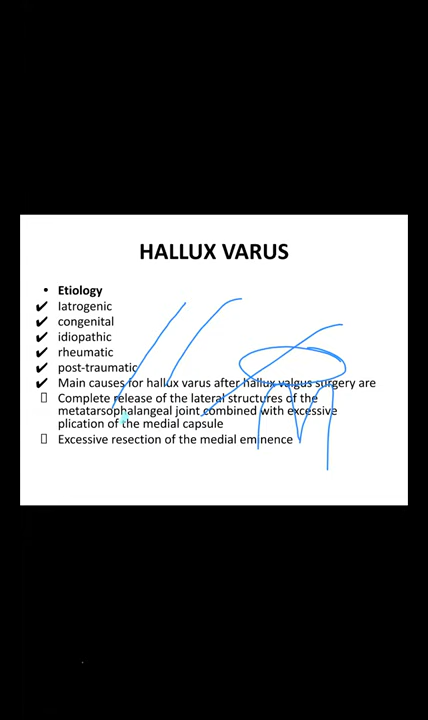 HALLUX VARUS
• Etiology
✔ Iatrogenic
✔ congenital
✔ idiopathic
✔ rheumatic
✔ post-traumatic
✔ Main causes for hallux varus after hallux valgus surgery are
▯ Complete release of the lateral structures of the
metatarsophalangeal joint combined with excessive
plication of the medial capsule
▯ Excessive resection of the medial eminence